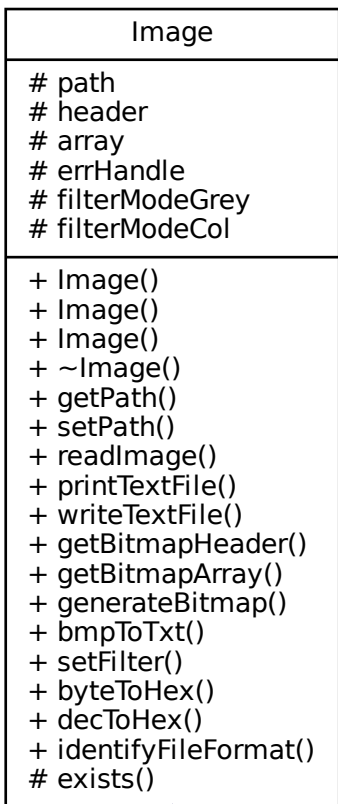 Image
# path
# header
# array
# errHandle
# filterModeGrey
# filterModeCol
+ Image()
+ Image()
+ Image()
+ ~Image()
+ getPath()
+ setPath()
+ readImage()
+ printTextFile()
+ writeTextFile()
+ getBitmapHeader()
+ getBitmapArray()
+ generateBitmap()
+ bmpToTxt()
+ setFilter()
+ byteToHex()
+ decToHex()
+ identifyFileFormat()
# exists()